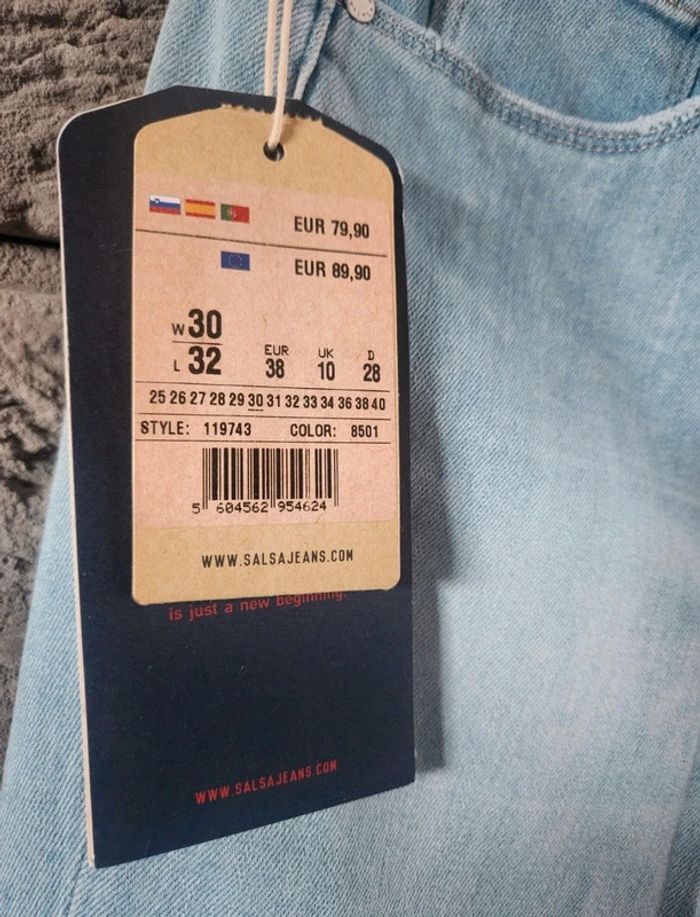 EUR 79,90
EUR 89,90
W 30
L 32
EUR UK D
38 10 28
25 26 27 28 29 30 31 32 33 34 36 38 40
STYLE: 119743 COLOR: 8501
5 604562 954624
WWW.SALSAJEANS.COM
is just a new beginning.
WWW.SALSAJEANS.COM